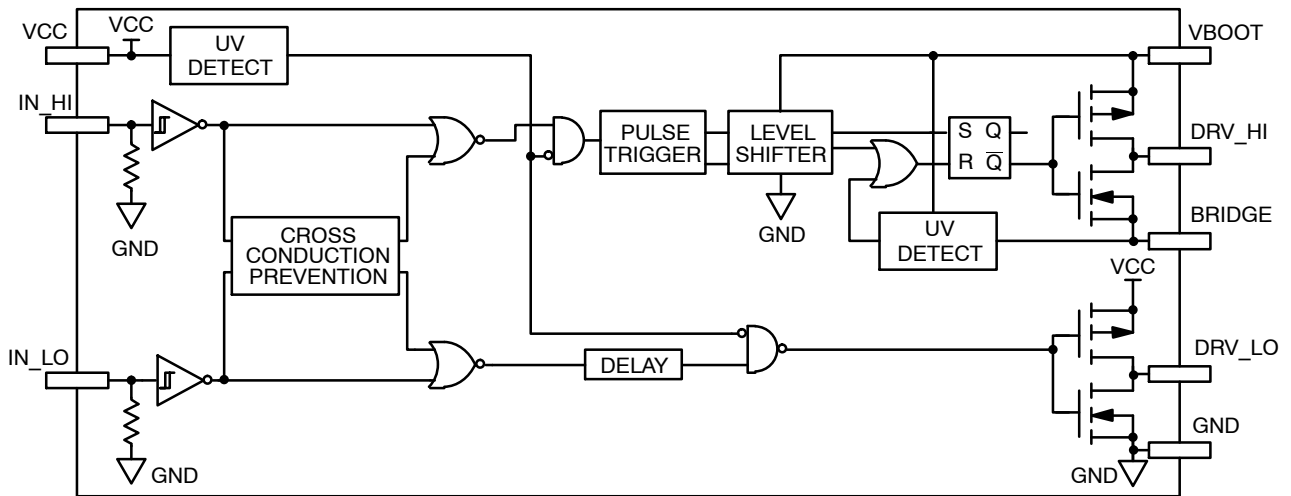 VCC
VCC
UV
DETECT
VBOOT
IN_HI
PULSE
TRIGGER
LEVEL
SHIFTER
S Q
R Q̅
DRV_HI
GND
GND
UV
DETECT
BRIDGE
CROSS
CONDUCTION
PREVENTION
VCC
IN_LO
DELAY
DRV_LO
GND
GND
GND